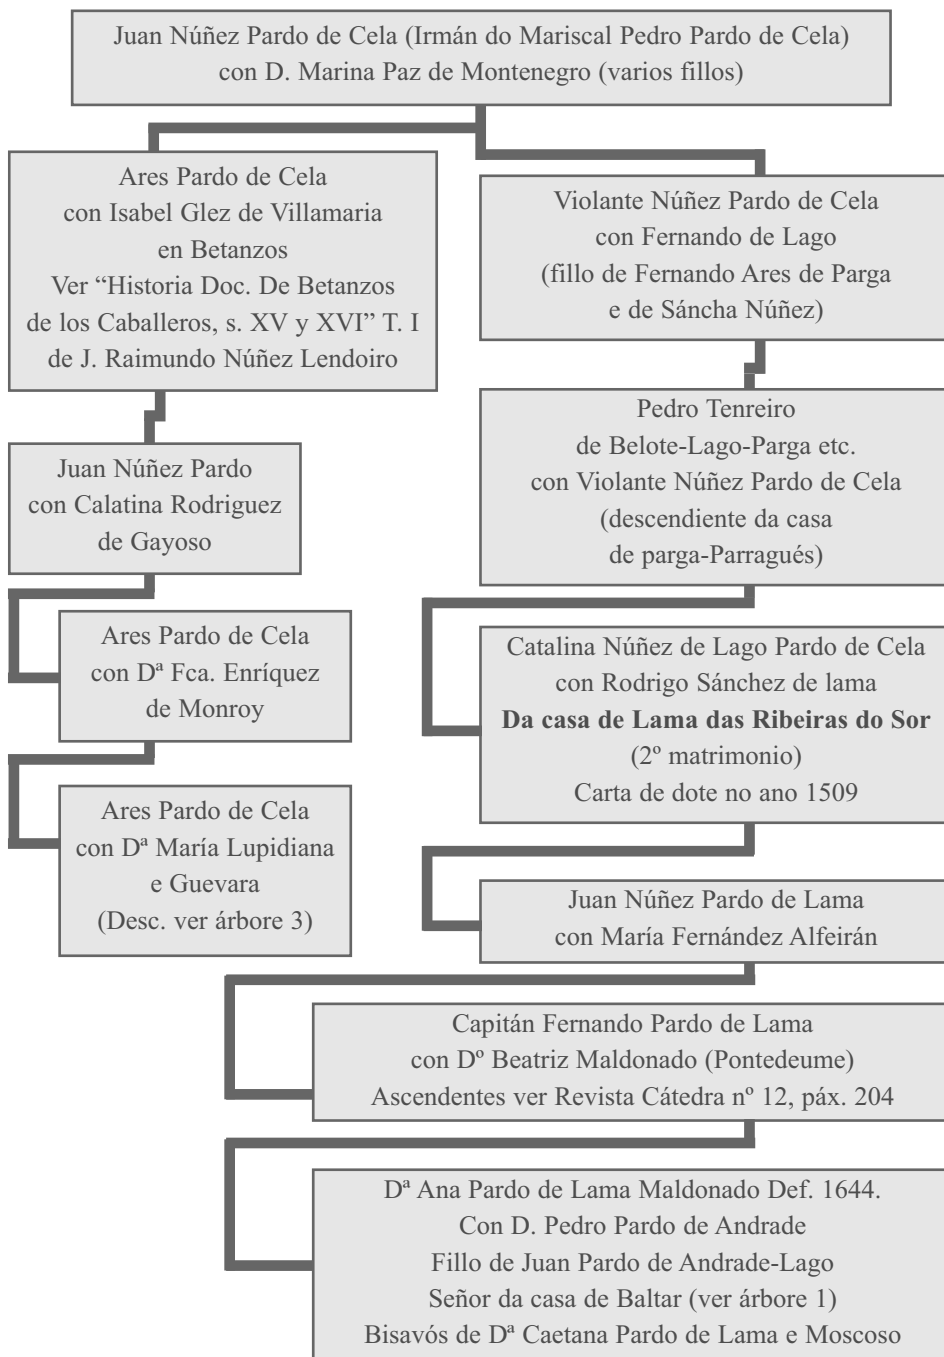 Juan Núñez Pardo de Cela (Irmán do Mariscal Pedro Pardo de Cela)
con D. Marina Paz de Montenegro (varios fillos)
Ares Pardo de Cela
con Isabel Glez de Villamaria
en Betanzos
Ver “Historia Doc. De Betanzos
de los Caballeros, s. XV y XVI” T. I
de J. Raimundo Núñez Lendoiro
Juan Núñez Pardo
con Calatina Rodriguez
de Gayoso
Ares Pardo de Cela
con Dª Fca. Enríquez
de Monroy
Ares Pardo de Cela
con Dª María Lupidiana
e Guevara
(Desc. ver árbore 3)
Violante Núñez Pardo de Cela
con Fernando de Lago
(fillo de Fernando Ares de Parga
e de Sáncha Núñez)
Pedro Tenreiro
de Belote-Lago-Parga etc.
con Violante Núñez Pardo de Cela
(descendiente da casa
de parga-Parragués)
Catalina Núñez de Lago Pardo de Cela
con Rodrigo Sánchez de lama
Da casa de Lama das Ribeiras do Sor
(2º matrimonio)
Carta de dote no ano 1509
Juan Núñez Pardo de Lama
con María Fernández Alfeirán
Capitán Fernando Pardo de Lama
con Dº Beatriz Maldonado (Pontedeume)
Ascendentes ver Revista Cátedra nº 12, páx. 204
Dª Ana Pardo de Lama Maldonado Def. 1644.
Con D. Pedro Pardo de Andrade
Fillo de Juan Pardo de Andrade-Lago
Señor da casa de Baltar (ver árbore 1)
Bisavós de Dª Caetana Pardo de Lama e Moscoso